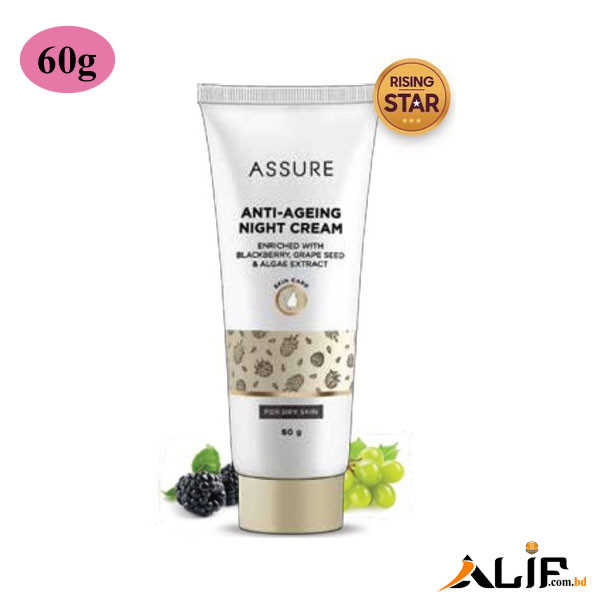 60g
RISING
STAR
ASSURE
ANTI-AGEING
NIGHT CREAM
ENRICHED WITH
BLACKBERRY, GRAPE SEED
& ALGAE EXTRACT
SKIN CARE
FOR DRY SKIN
60 g
ALIF.com.bd